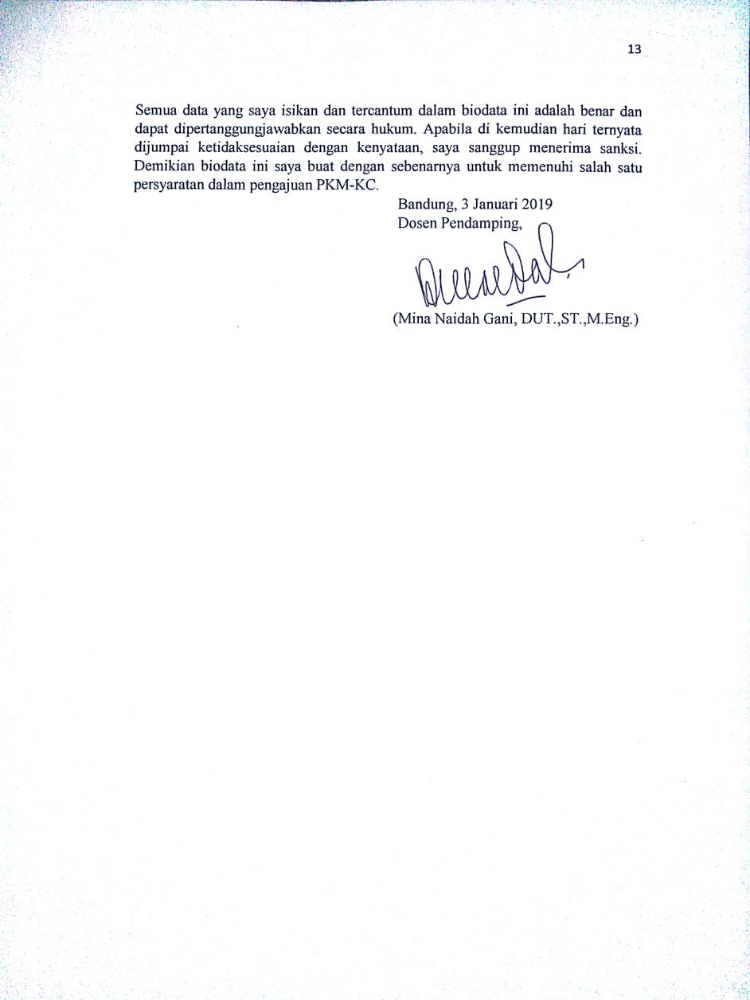 13
Semua data yang saya isikan dan tercantum dalam biodata ini adalah benar dan
dapat dipertanggungjawabkan secara hukum. Apabila di kemudian hari ternyata
dijumpai ketidaksesuaian dengan kenyataan, saya sanggup menerima sanksi.
Demikian biodata ini saya buat dengan sebenarnya untuk memenuhi salah satu
persyaratan dalam pengajuan PKM-KC.
Bandung, 3 Januari 2019
Dosen Pendamping,
(Mina Naidah Gani, DUT.,ST.,M.Eng.)